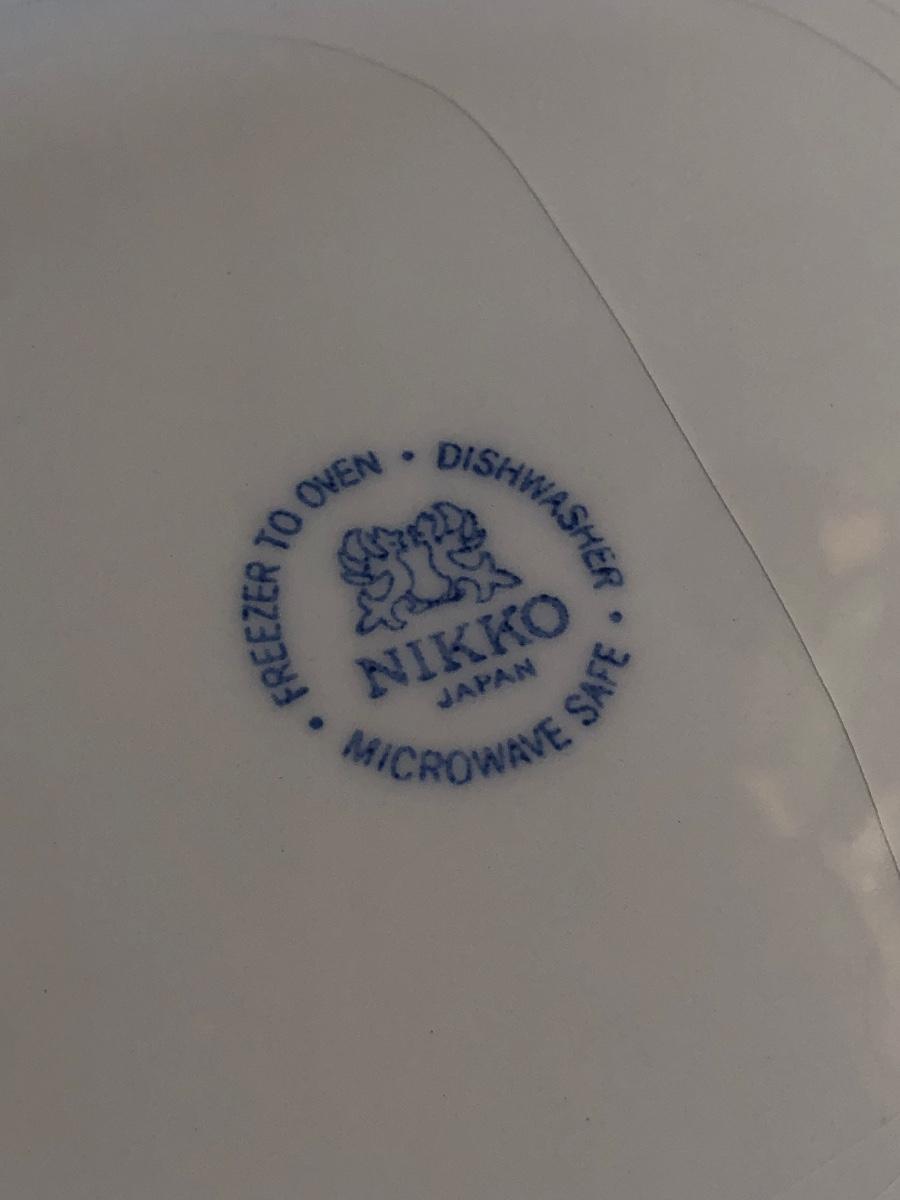 FREEZER TO OVEN • DISHWASHER • MICROWAVE SAFE •
NIKKO
JAPAN